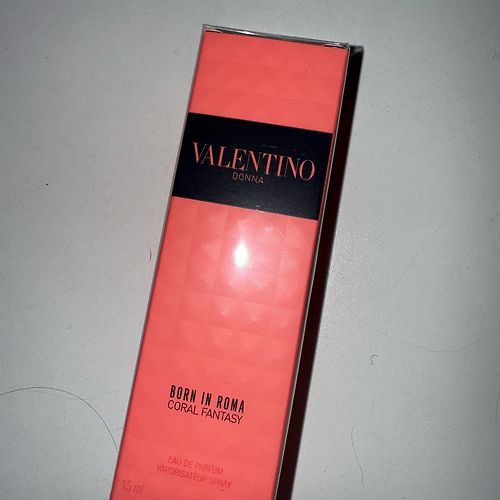 VALENTINO
DONNA
BORN IN ROMA
CORAL FANTASY
EAU DE PARFUM
VAPORISATEUR SPRAY
15 ml